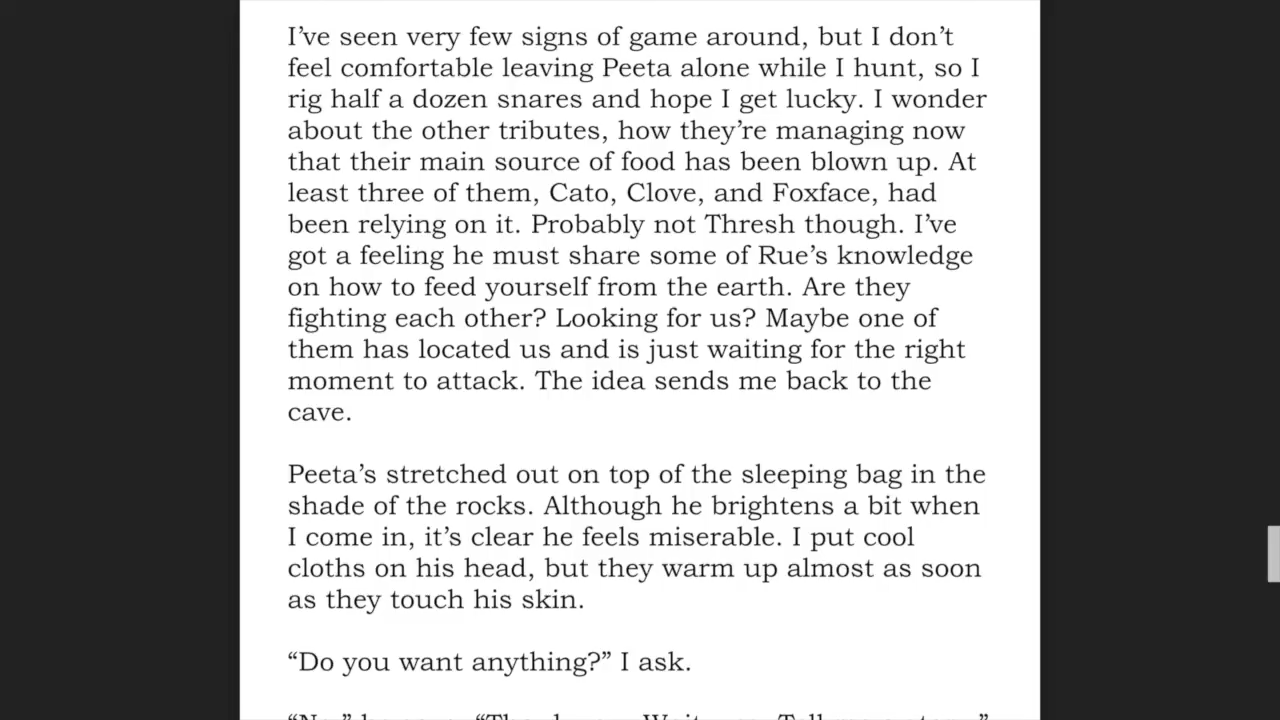 I’ve seen very few signs of game around, but I don’t
feel comfortable leaving Peeta alone while I hunt, so I
rig half a dozen snares and hope I get lucky. I wonder
about the other tributes, how they’re managing now
that their main source of food has been blown up. At
least three of them, Cato, Clove, and Foxface, had
been relying on it. Probably not Thresh though. I’ve
got a feeling he must share some of Rue’s knowledge
on how to feed yourself from the earth. Are they
fighting each other? Looking for us? Maybe one of
them has located us and is just waiting for the right
moment to attack. The idea sends me back to the
cave.
Peeta’s stretched out on top of the sleeping bag in the
shade of the rocks. Although he brightens a bit when
I come in, it’s clear he feels miserable. I put cool
cloths on his head, but they warm up almost as soon
as they touch his skin.
“Do you want anything?” I ask.